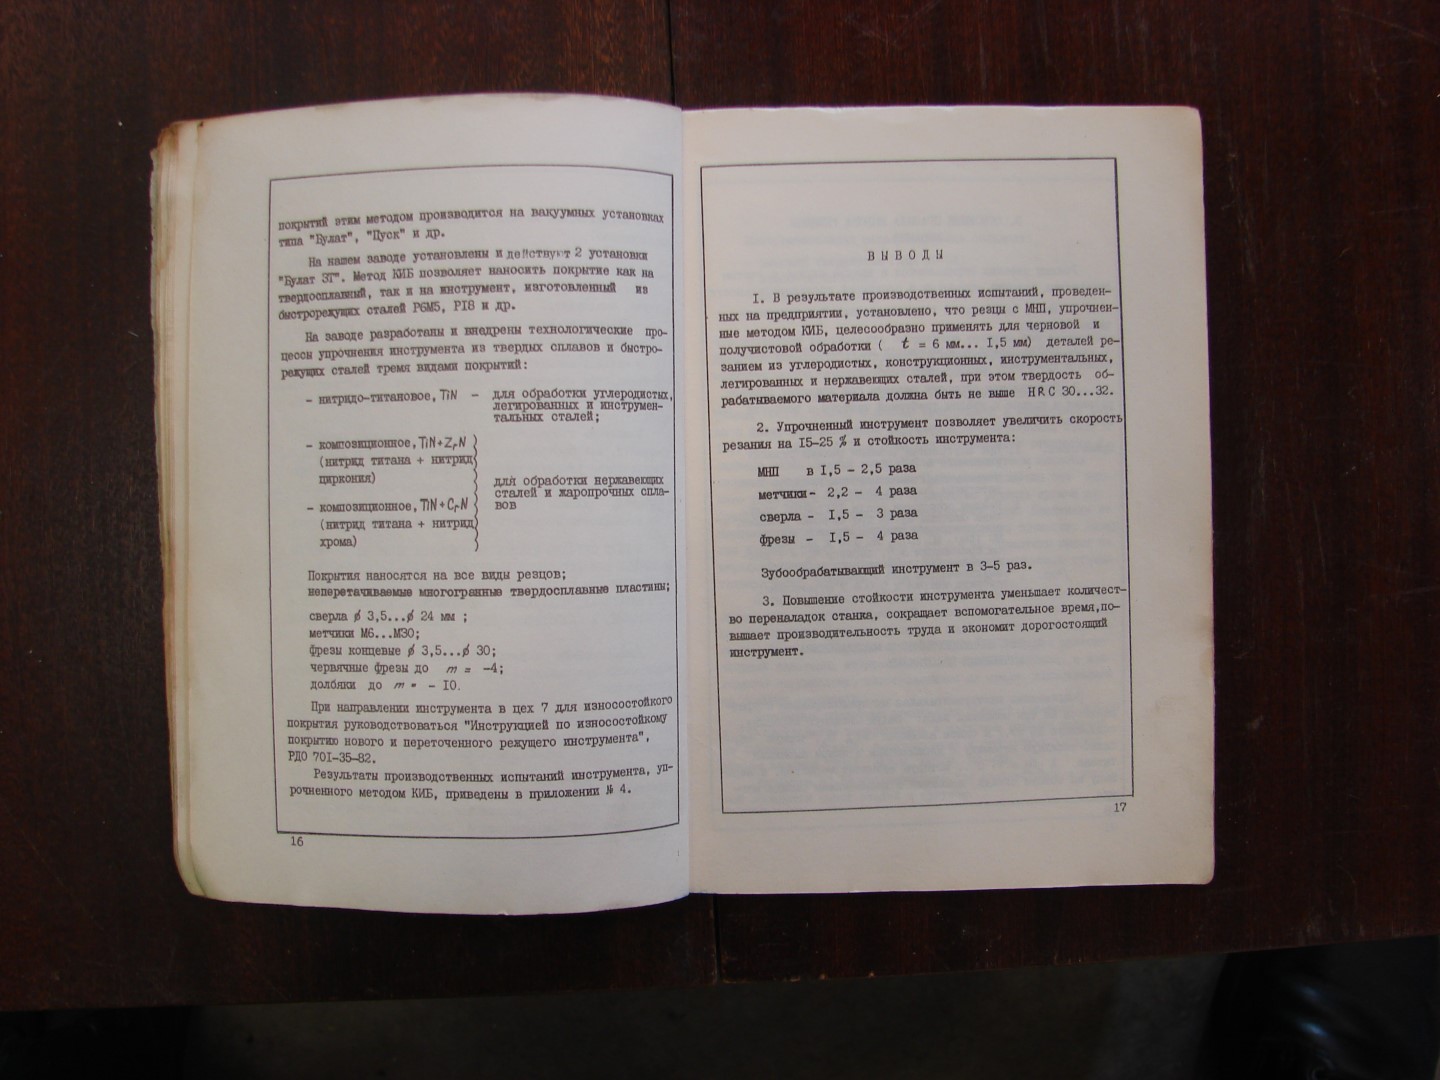 покрытий этим методом производится на вакуумных установках
типа "Булат", "Пуск" и др.
На нашем заводе установлены и действуют 2 установки
"Булат 3Т". Метод КИБ позволяет наносить покрытие как на
твердосплавный, так и на инструмент, изготовленный из
быстрорежущих сталей Р6М5, Р18 и др.
На заводе разработаны и внедрены технологические про-
цессы упрочнения инструмента из твердых сплавов и быстро-
режущих сталей тремя видами покрытий:
- нитридо-титановое, TiN - для обработки углеродистых,
легированных и инструмен-
тальных сталей;
- композиционное, TiN+ZrN
(нитрид титана + нитрид
циркония)
- композиционное, TiN+CrN
(нитрид титана + нитрид
хрома)
для обработки нержавеющих
сталей и жаропрочных спла-
вов
Покрытия наносятся на все виды резцов;
неперетачиваемые многогранные твердосплавные пластины;
сверла ∅ 3,5...∅ 24 мм ;
метчики М6...М30;
фрезы концевые ∅ 3,5...∅ 30;
червячные фрезы до m = -4;
долбяки до m = - 10.
При направлении инструмента в цех 7 для износостойкого
покрытия руководствоваться "Инструкцией по износостойкому
покрытию нового и переточенного режущего инструмента",
РДО 701-35-82.
Результаты производственных испытаний инструмента, уп-
рочненного методом КИБ, приведены в приложении № 4.
16
ВЫВОДЫ
1. В результате производственных испытаний, проведен-
ных на предприятии, установлено, что резцы с МНП, упрочнен-
ные методом КИБ, целесообразно применять для черновой и
получистовой обработки ( t = 6 мм... 1,5 мм) деталей ре-
занием из углеродистых, конструкционных, инструментальных,
легированных и нержавеющих сталей, при этом твердость об-
рабатываемого материала должна быть не выше HRC 30...32.
2. Упрочненный инструмент позволяет увеличить скорость
резания на 15-25 % и стойкость инструмента:
МНП в 1,5 - 2,5 раза
метчики - 2,2 - 4 раза
сверла - 1,5 - 3 раза
фрезы - 1,5 - 4 раза
Зубообрабатывающий инструмент в 3-5 раз.
3. Повышение стойкости инструмента уменьшает количест-
во переналадок станка, сокращает вспомогательное время,по-
вышает производительность труда и экономит дорогостоящий
инструмент.
17